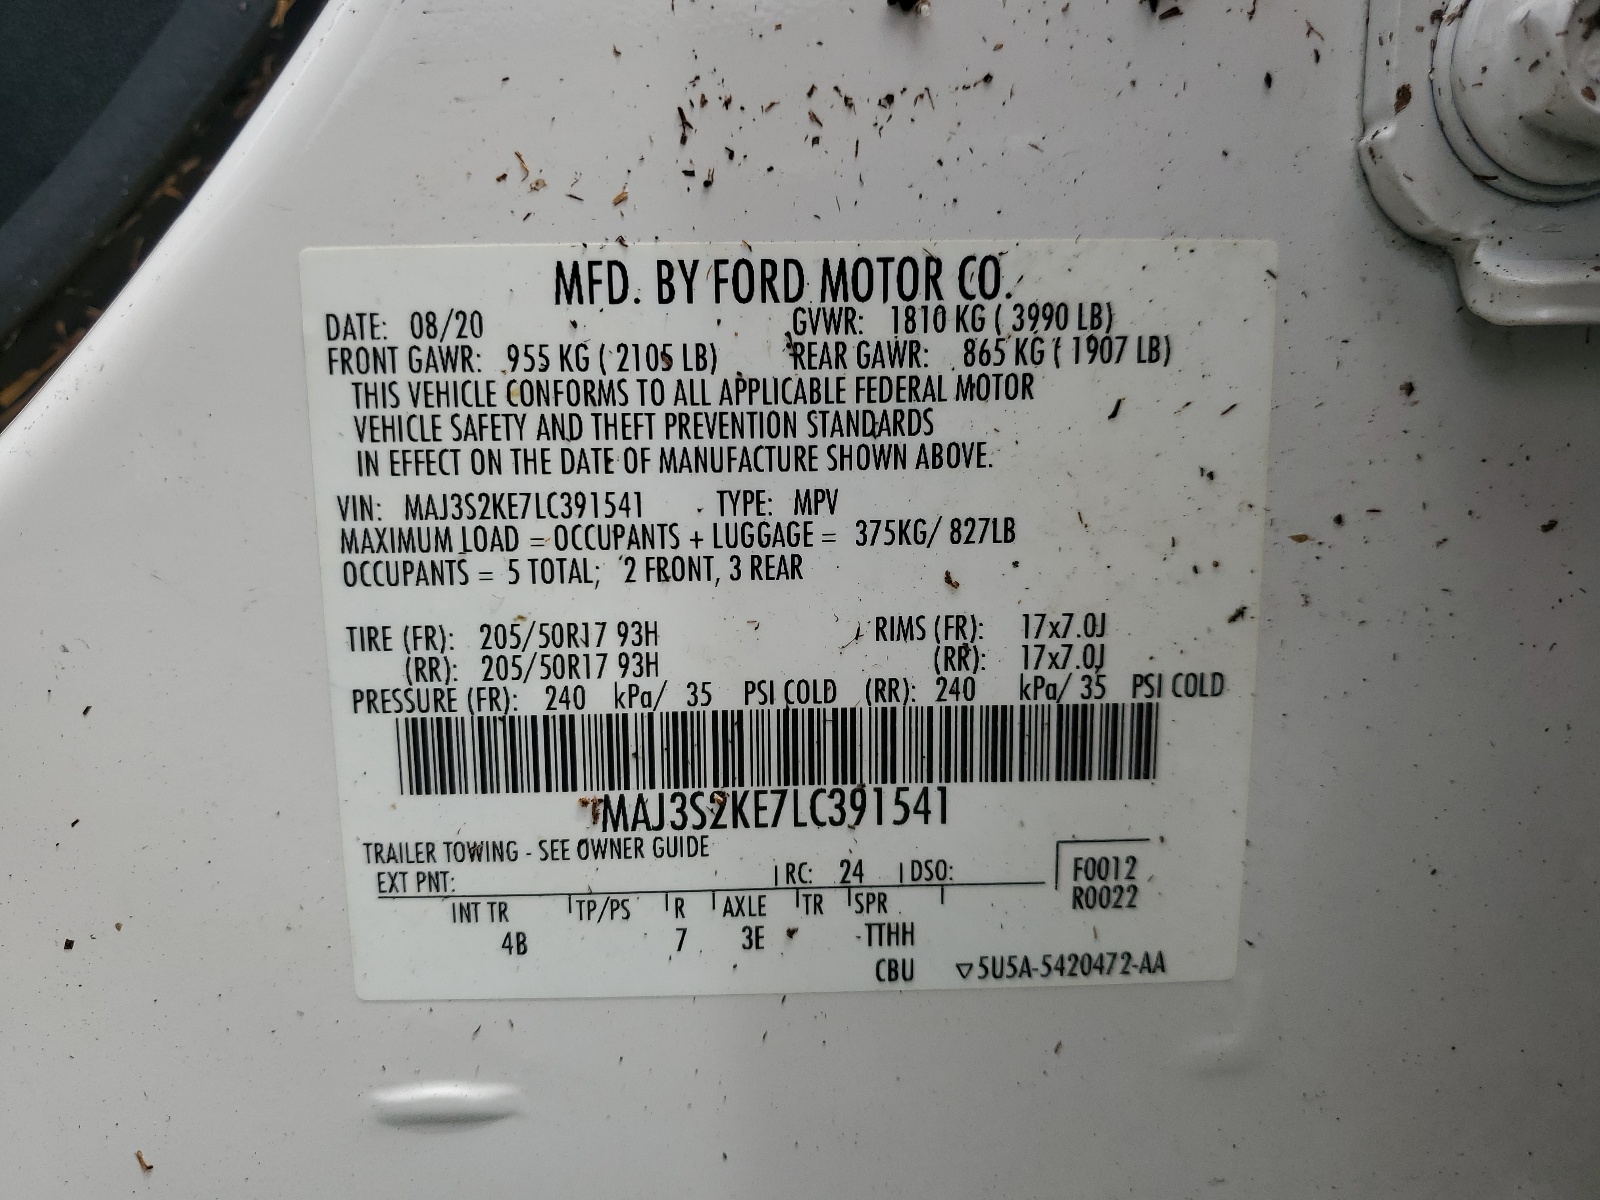 MFD. BY FORD MOTOR CO.
DATE: 08/20 GVWR: 1810 KG ( 3990 LB)
FRONT GAWR: 955 KG ( 2105 LB) REAR GAWR: 865 KG ( 1907 LB)
THIS VEHICLE CONFORMS TO ALL APPLICABLE FEDERAL MOTOR
VEHICLE SAFETY AND THEFT PREVENTION STANDARDS
IN EFFECT ON THE DATE OF MANUFACTURE SHOWN ABOVE.
VIN: MAJ3S2KE7LC391541 TYPE: MPV
MAXIMUM LOAD = OCCUPANTS + LUGGAGE = 375KG/ 827LB
OCCUPANTS = 5 TOTAL; 2 FRONT, 3 REAR
TIRE (FR): 205/50R17 93H RIMS (FR): 17x7.0J
(RR): 205/50R17 93H (RR): 17x7.0J
PRESSURE (FR): 240 kPa/ 35 PSI COLD (RR): 240 kPa/ 35 PSI COLD
MAJ3S2KE7LC391541
TRAILER TOWING - SEE OWNER GUIDE
EXT PNT: RC: 24 DSO: F0012
R0022
INT TR TP/PS R AXLE TR SPR
4B 7 3E TTHH
CBU ▽5U5A-5420472-AA